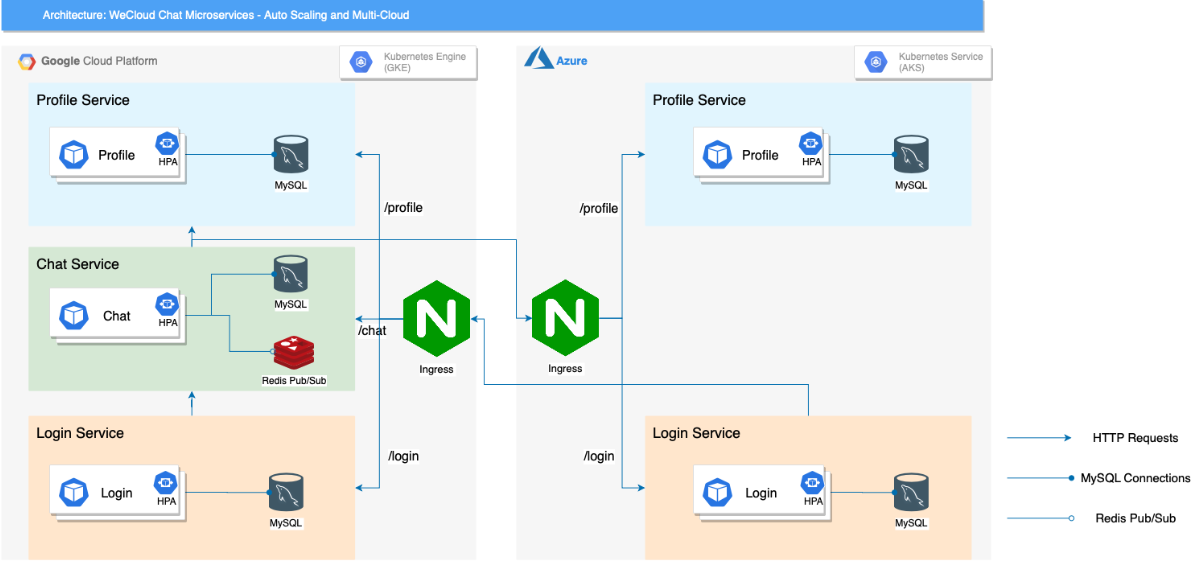 Architecture: WeCloud Chat Microservices - Auto Scaling and Multi-Cloud
Google Cloud Platform
Kubernetes Engine
(GKE)
Profile Service
Profile
HPA
MySQL
/profile
Chat Service
Chat
HPA
MySQL
Redis Pub/Sub
/chat
Ingress
Login Service
Login
HPA
MySQL
/login
Azure
Kubernetes Service
(AKS)
Profile Service
Profile
HPA
MySQL
/profile
Ingress
Login Service
Login
HPA
MySQL
/login
HTTP Requests
MySQL Connections
Redis Pub/Sub